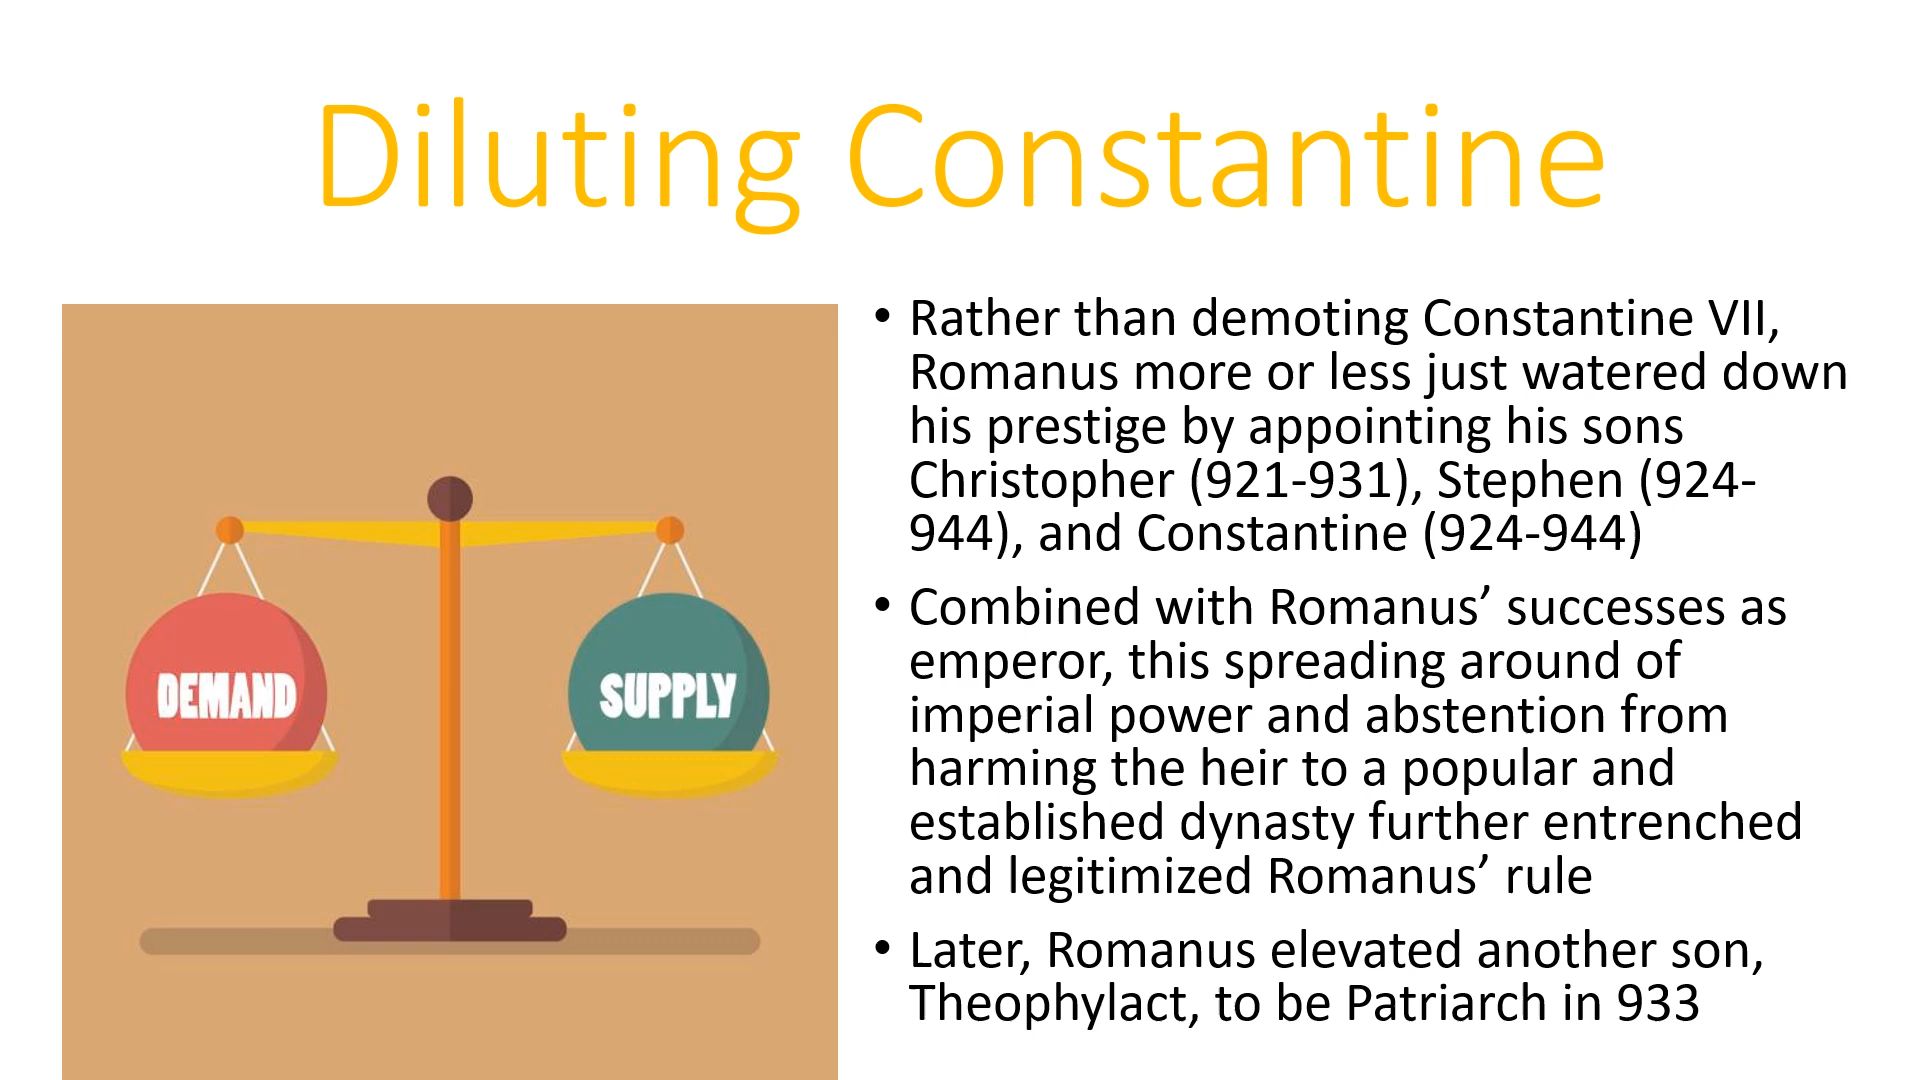 Diluting Constantine
DEMAND
SUPPLY
• Rather than demoting Constantine VII,
Romanus more or less just watered down
his prestige by appointing his sons
Christopher (921-931), Stephen (924-
944), and Constantine (924-944)
• Combined with Romanus’ successes as
emperor, this spreading around of
imperial power and abstention from
harming the heir to a popular and
established dynasty further entrenched
and legitimized Romanus’ rule
• Later, Romanus elevated another son,
Theophylact, to be Patriarch in 933